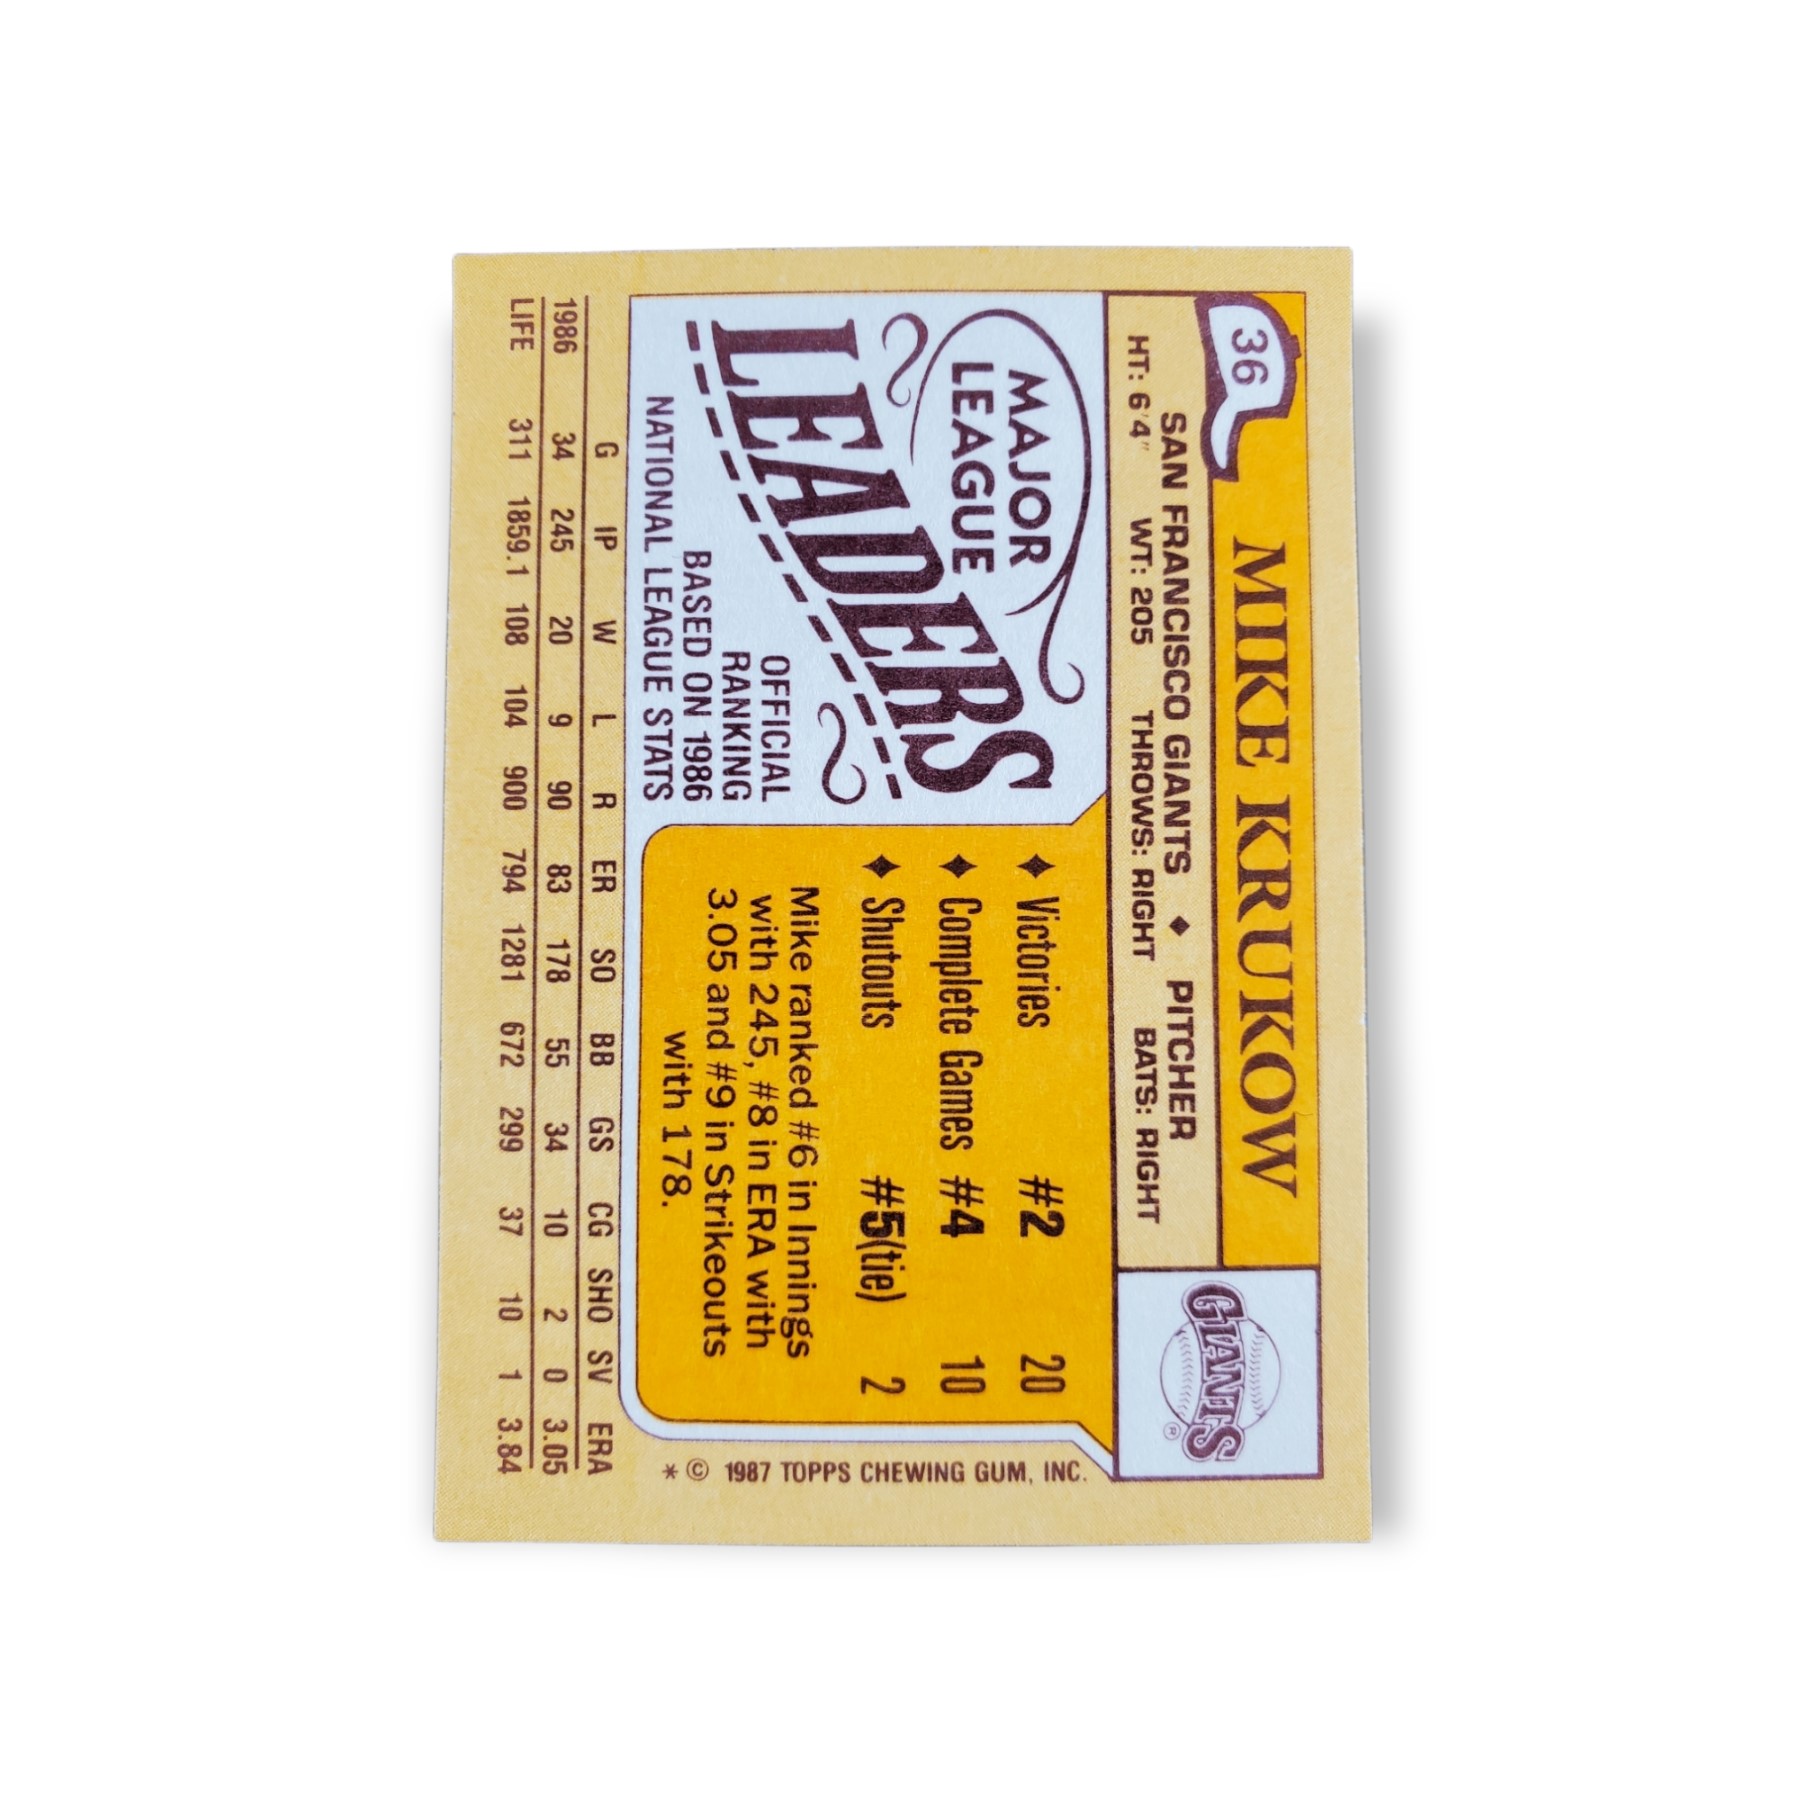 36
MIKE KRUKOW
SAN FRANCISCO GIANTS ♦ PITCHER
HT: 6'4" WT: 205 THROWS: RIGHT BATS: RIGHT
GIANTS
®
MAJOR
LEAGUE
LEADERS
OFFICIAL
RANKING
BASED ON 1986
NATIONAL LEAGUE STATS
♦ Victories #2 20
♦ Complete Games #4 10
♦ Shutouts #5(tie) 2
Mike ranked #6 in Innings
with 245, #8 in ERA with
3.05 and #9 in Strikeouts
with 178.
* © 1987 TOPPS CHEWING GUM, INC.
G IP W L R ER SO BB GS CG SHO SV ERA
1986 34 245 20 9 90 83 178 55 34 10 2 0 3.05
LIFE 311 1859.1 108 104 900 794 1281 672 299 37 10 1 3.84